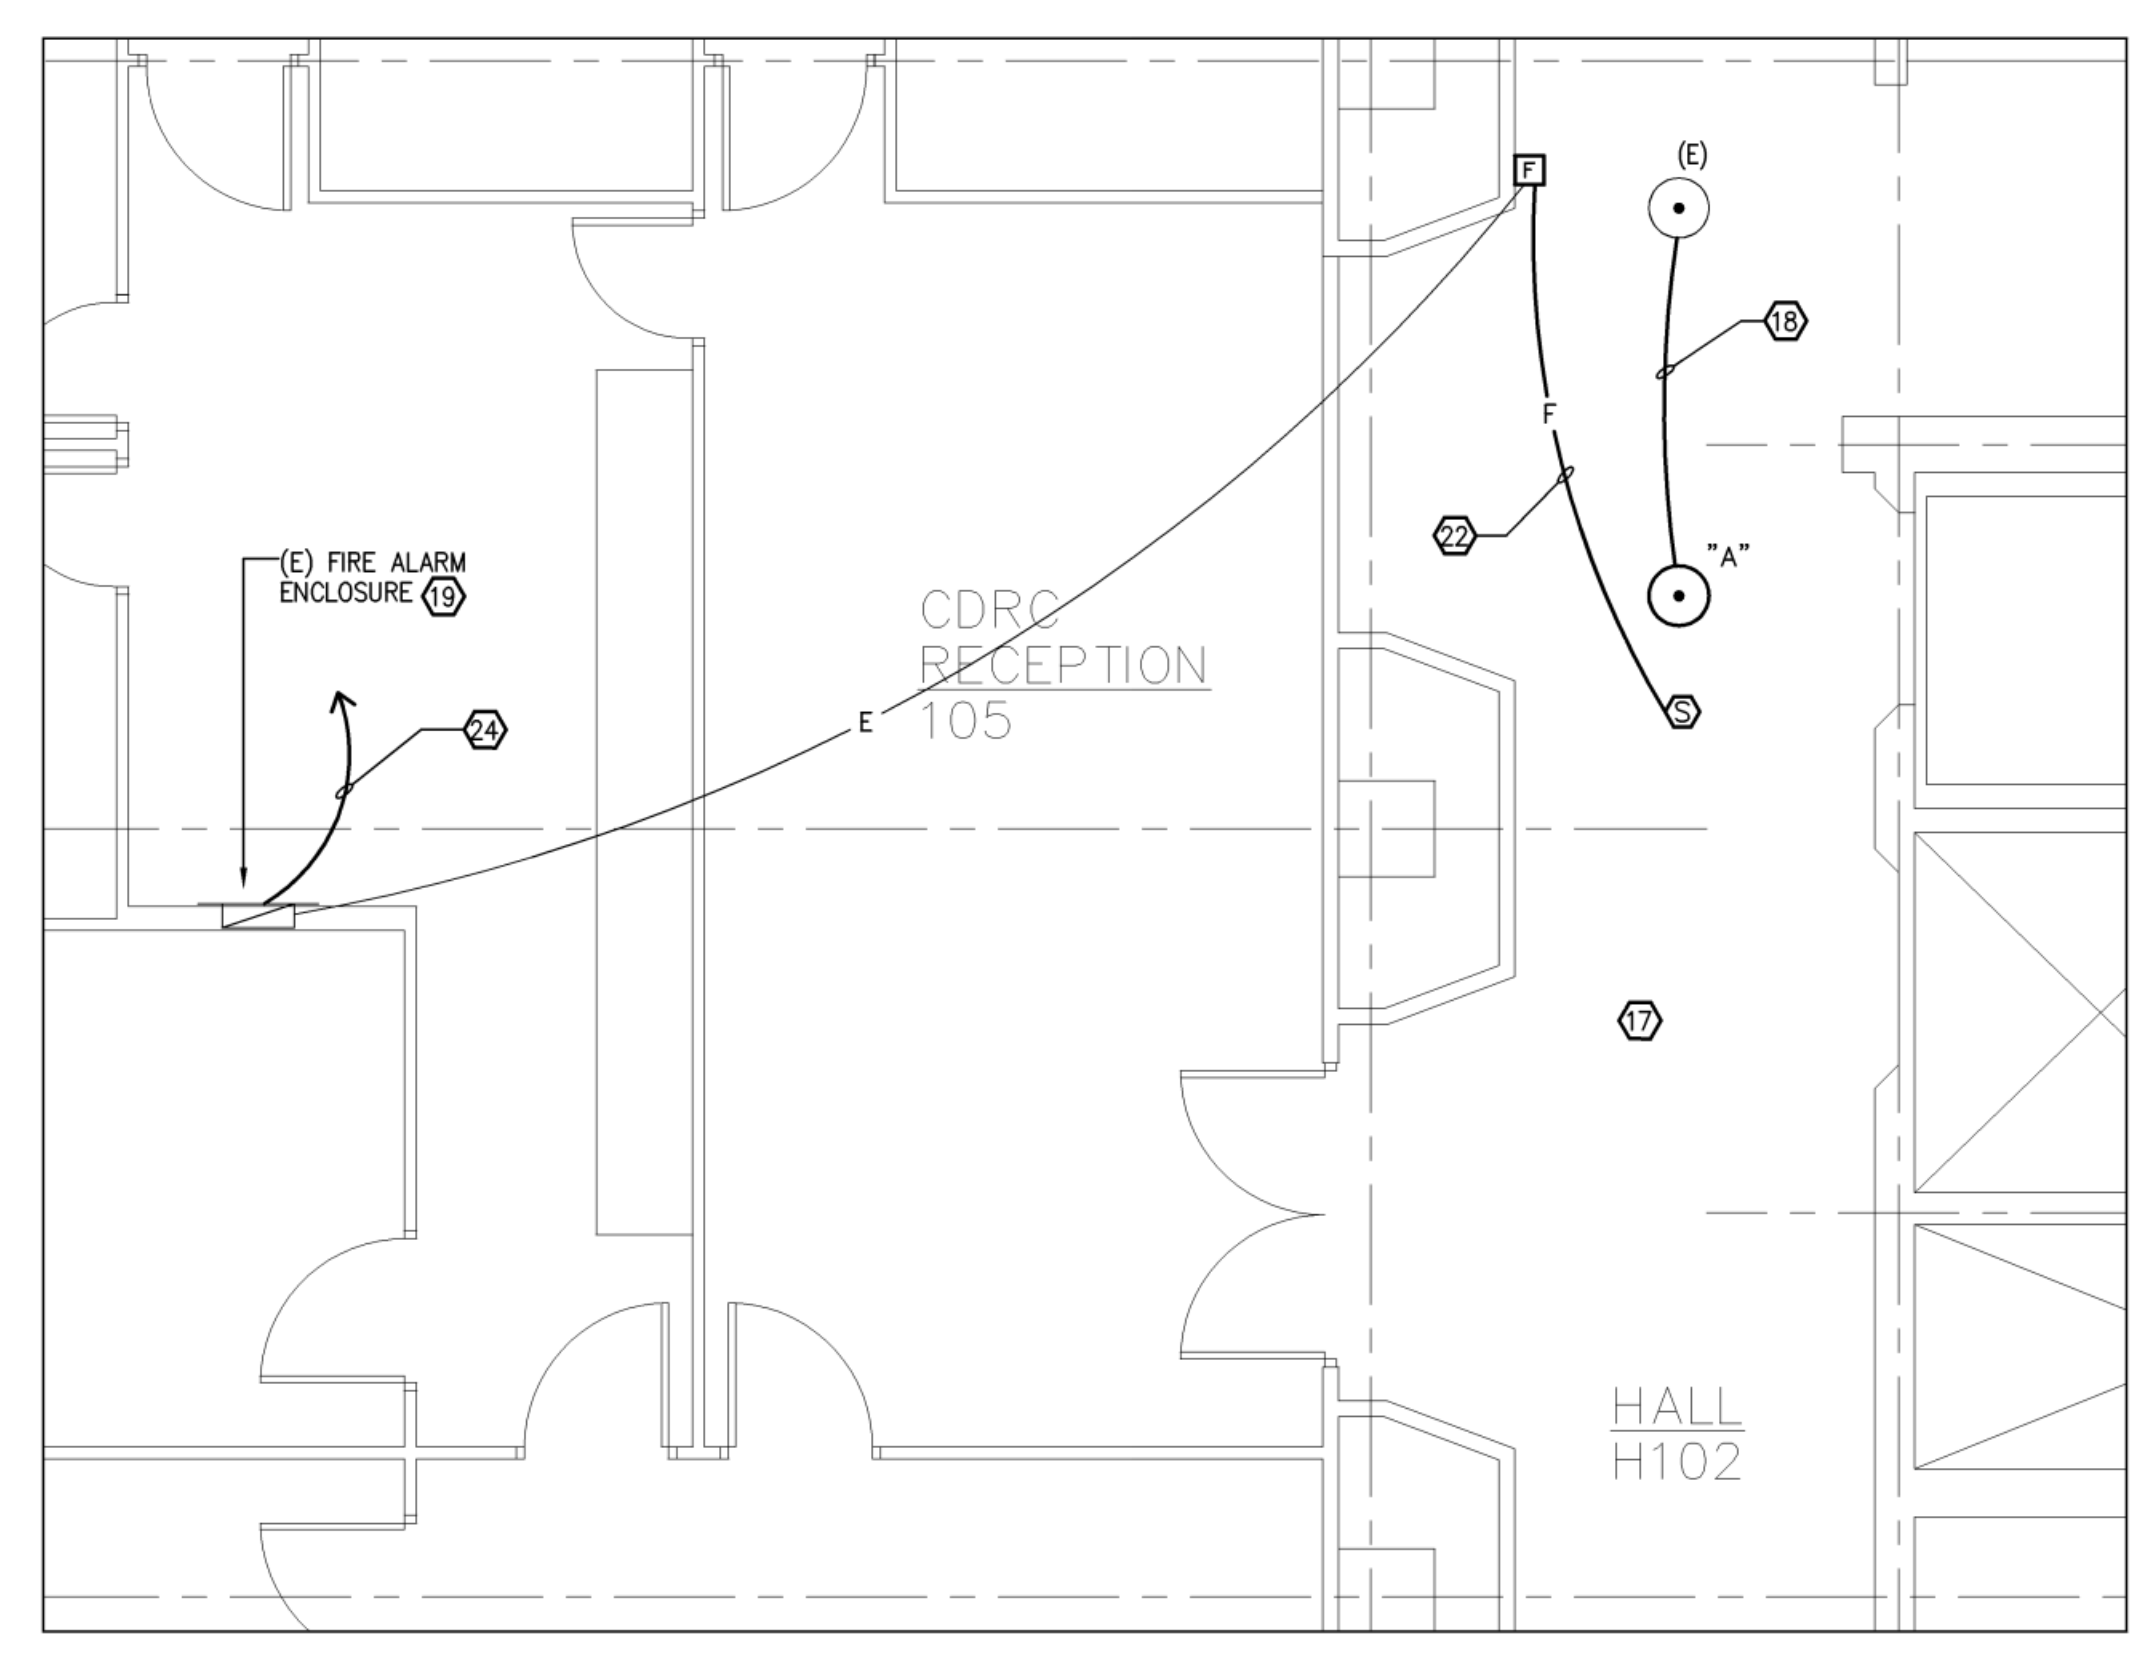 F
(E)
18
F
22
"A"
(E) FIRE ALARM
ENCLOSURE 19
CDRC
RECEPTION
105
E
24
S
17
HALL
H102